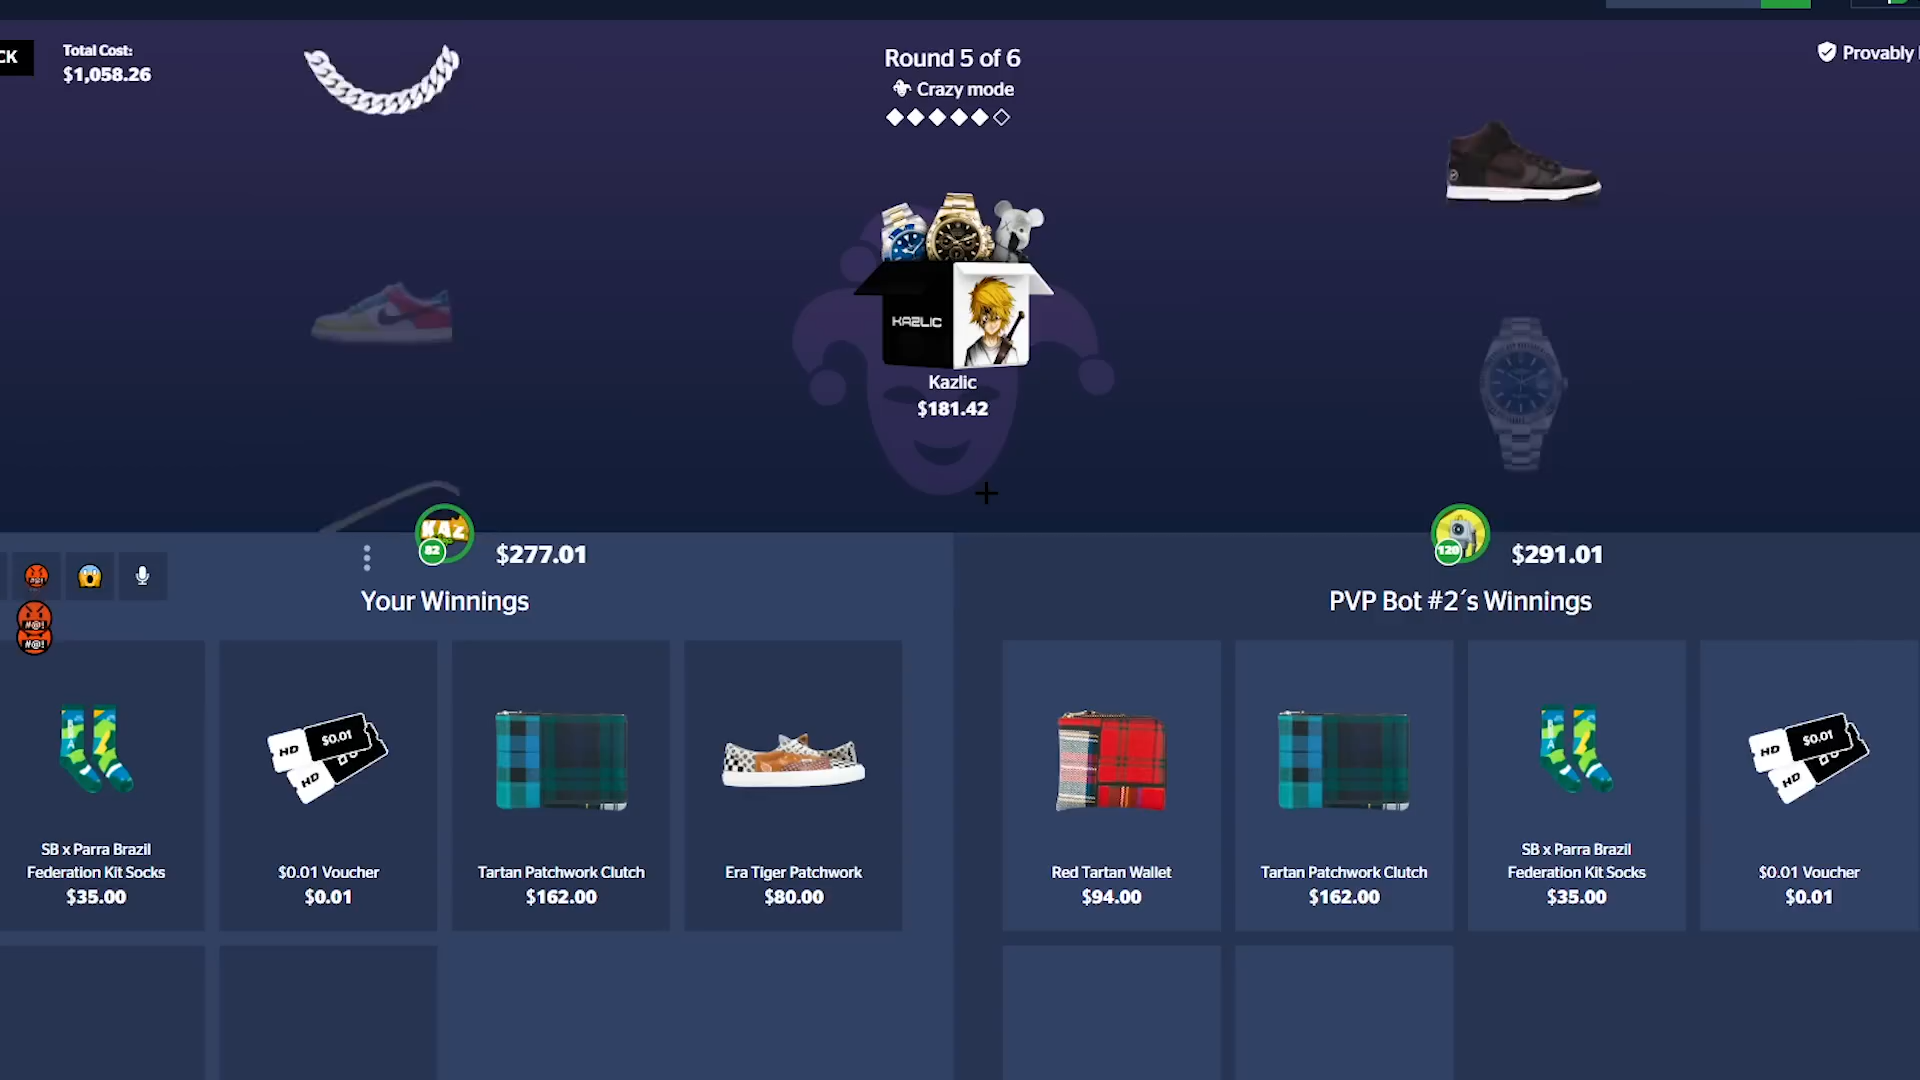 CK
Total Cost:
$1,058.26
Round 5 of 6
Crazy mode
Provably
KAZLIC
Kazlic
$181.42
KAZ
82
$277.01
120
$291.01
Your Winnings
PVP Bot #2´s Winnings
#@!
#@!
HD $0.01
HD
HD $0.01
HD
SB x Parra Brazil
Federation Kit Socks
$35.00
$0.01 Voucher
$0.01
Tartan Patchwork Clutch
$162.00
Era Tiger Patchwork
$80.00
Red Tartan Wallet
$94.00
Tartan Patchwork Clutch
$162.00
SB x Parra Brazil
Federation Kit Socks
$35.00
$0.01 Voucher
$0.01